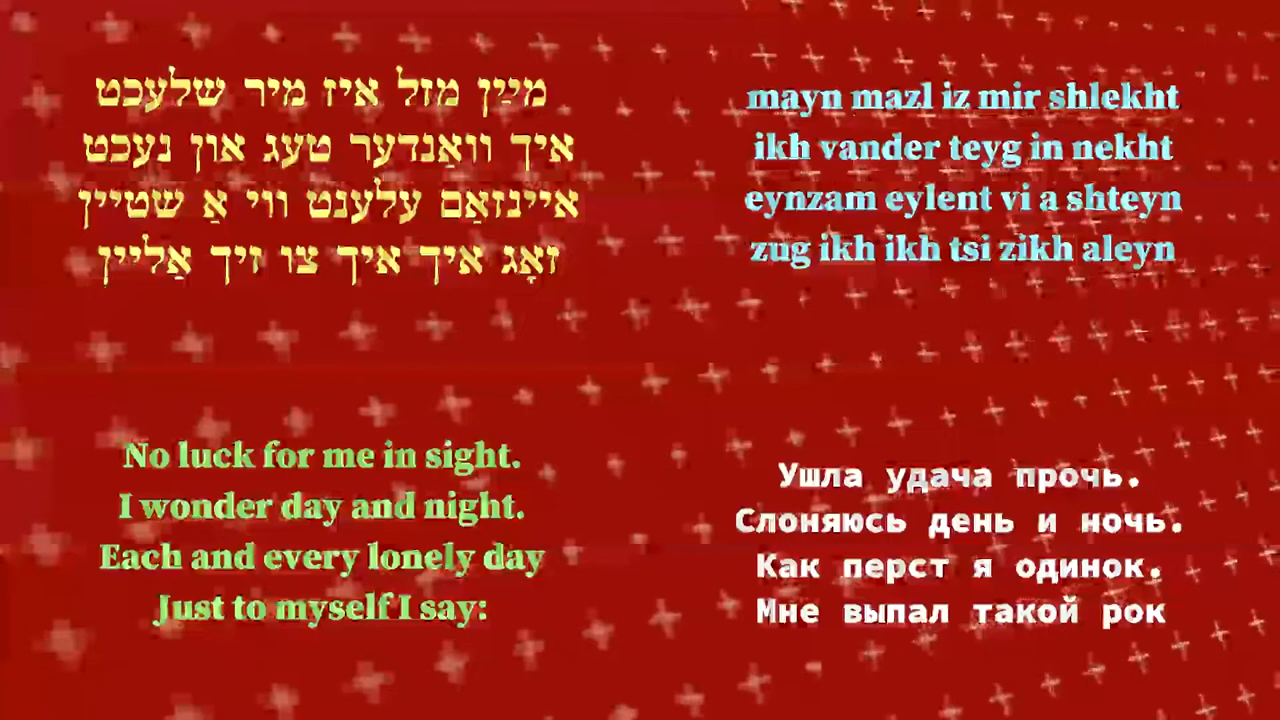 מײַן מזל איז מיר שלעכט
איך וואַנדער טעג און נעכט
איינזאַם עלענט ווי אַ שטיין
זאָג איך איך צו זיך אַליין
mayn mazl iz mir shlekht
ikh vander teyg in nekht
eynzam eylent vi a shteyn
zug ikh ikh tsi zikh aleyn
No luck for me in sight.
I wonder day and night.
Each and every lonely day
Just to myself I say:
Ушла удача прочь.
Слоняюсь день и ночь.
Как перст я одинок.
Мне выпал такой рок